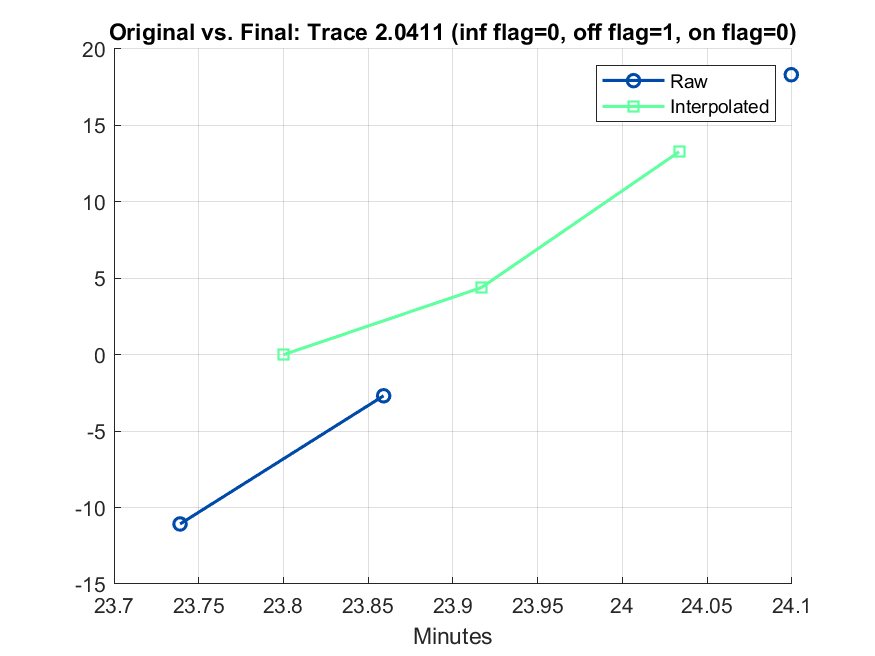 Original vs. Final: Trace 2.0411 (inf flag=0, off flag=1, on flag=0)
20
15
10
5
0
-5
-10
-15
Raw
Interpolated
23.7 23.75 23.8 23.85 23.9 23.95 24 24.05 24.1
Minutes